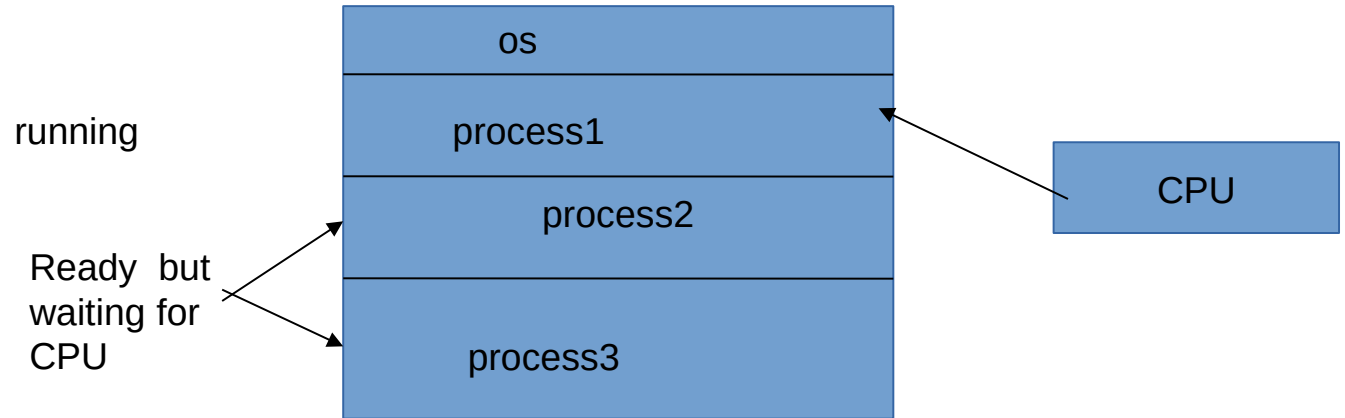 os
running
process1
CPU
process2
Ready but
waiting for
CPU
process3